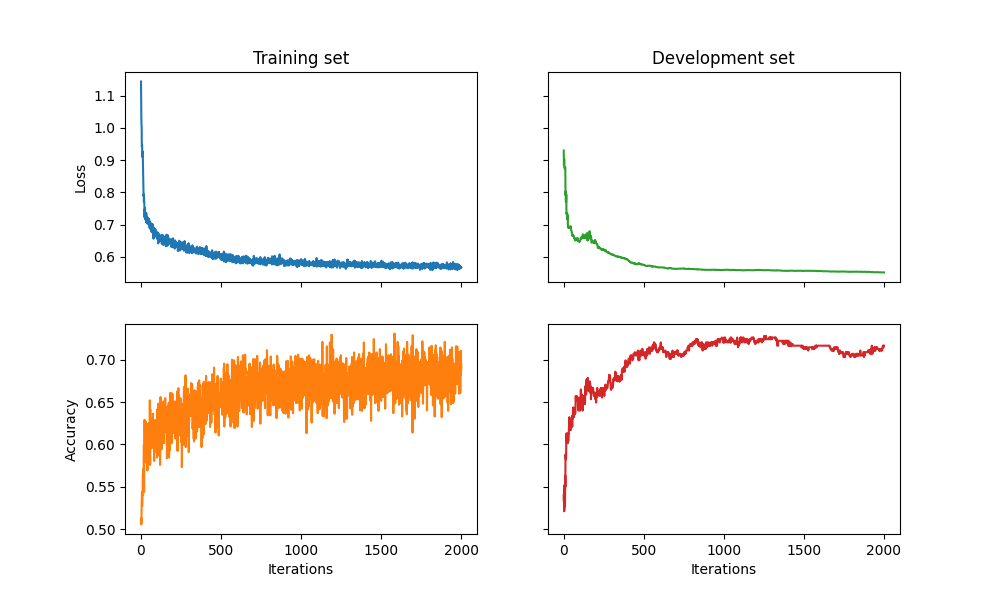 Training set
Development set
1.1
1.0
0.9
0.8
0.7
0.6
Loss
0.70
0.65
0.60
0.55
0.50
Accuracy
0 500 1000 1500 2000
0 500 1000 1500 2000
Iterations
Iterations